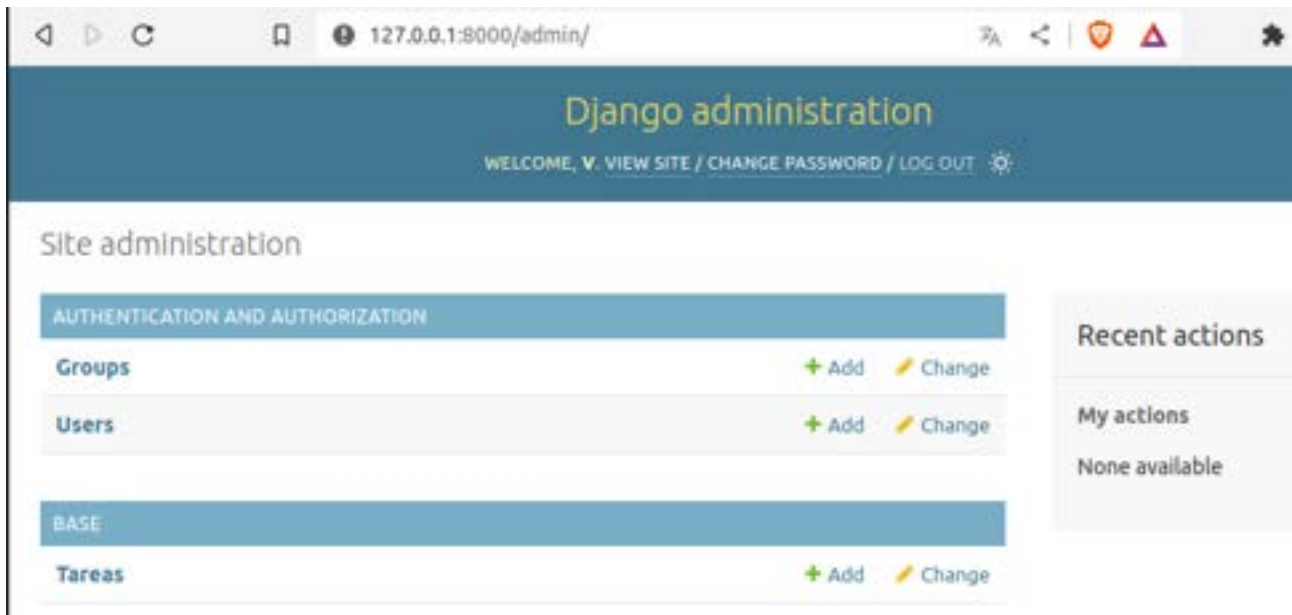 127.0.0.1:8000/admin/
Django administration
WELCOME, V. VIEW SITE / CHANGE PASSWORD / LOG OUT
Site administration
AUTHENTICATION AND AUTHORIZATION
Groups + Add Change
Users + Add Change
BASE
Tareas + Add Change
Recent actions
My actions
None available